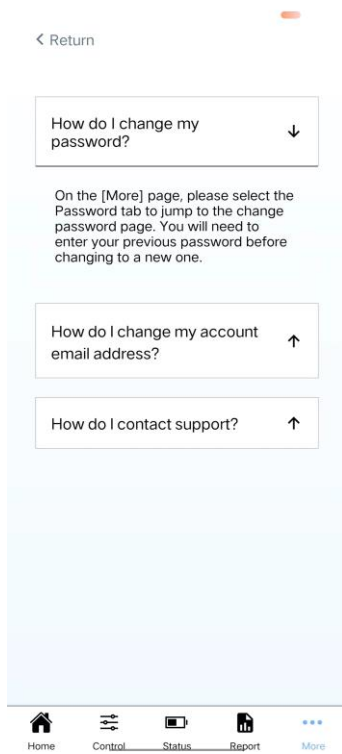 Return
How do I change my
password?
On the [More] page, please select the
Password tab to jump to the change
password page. You will need to
enter your previous password before
changing to a new one.
How do I change my account
email address?
How do I contact support?
Home Control Status Report More